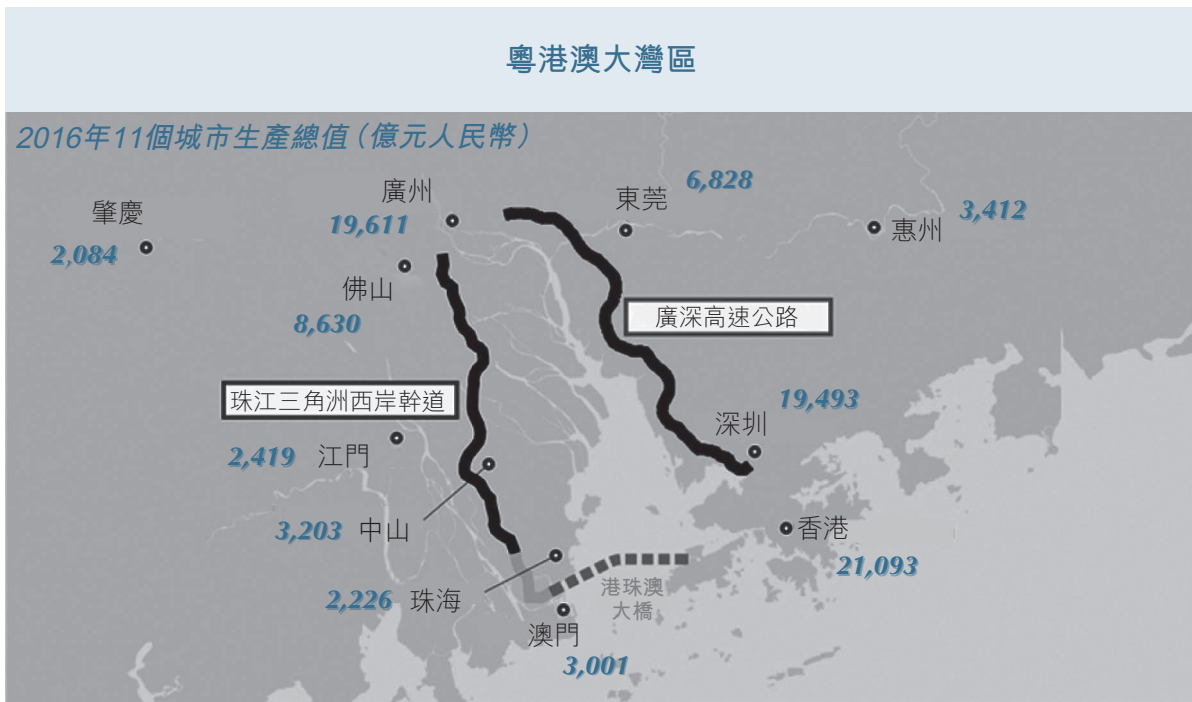 粵港澳大灣區
2016年11個城市生產總值（億元人民幣）
肇慶
2,084
廣州
19,611
東莞
6,828
惠州
3,412
佛山
8,630
廣深高速公路
珠江三角洲西岸幹道
深圳
19,493
2,419 江門
3,203 中山
香港
21,093
2,226 珠海
港珠澳
大橋
澳門
3,001